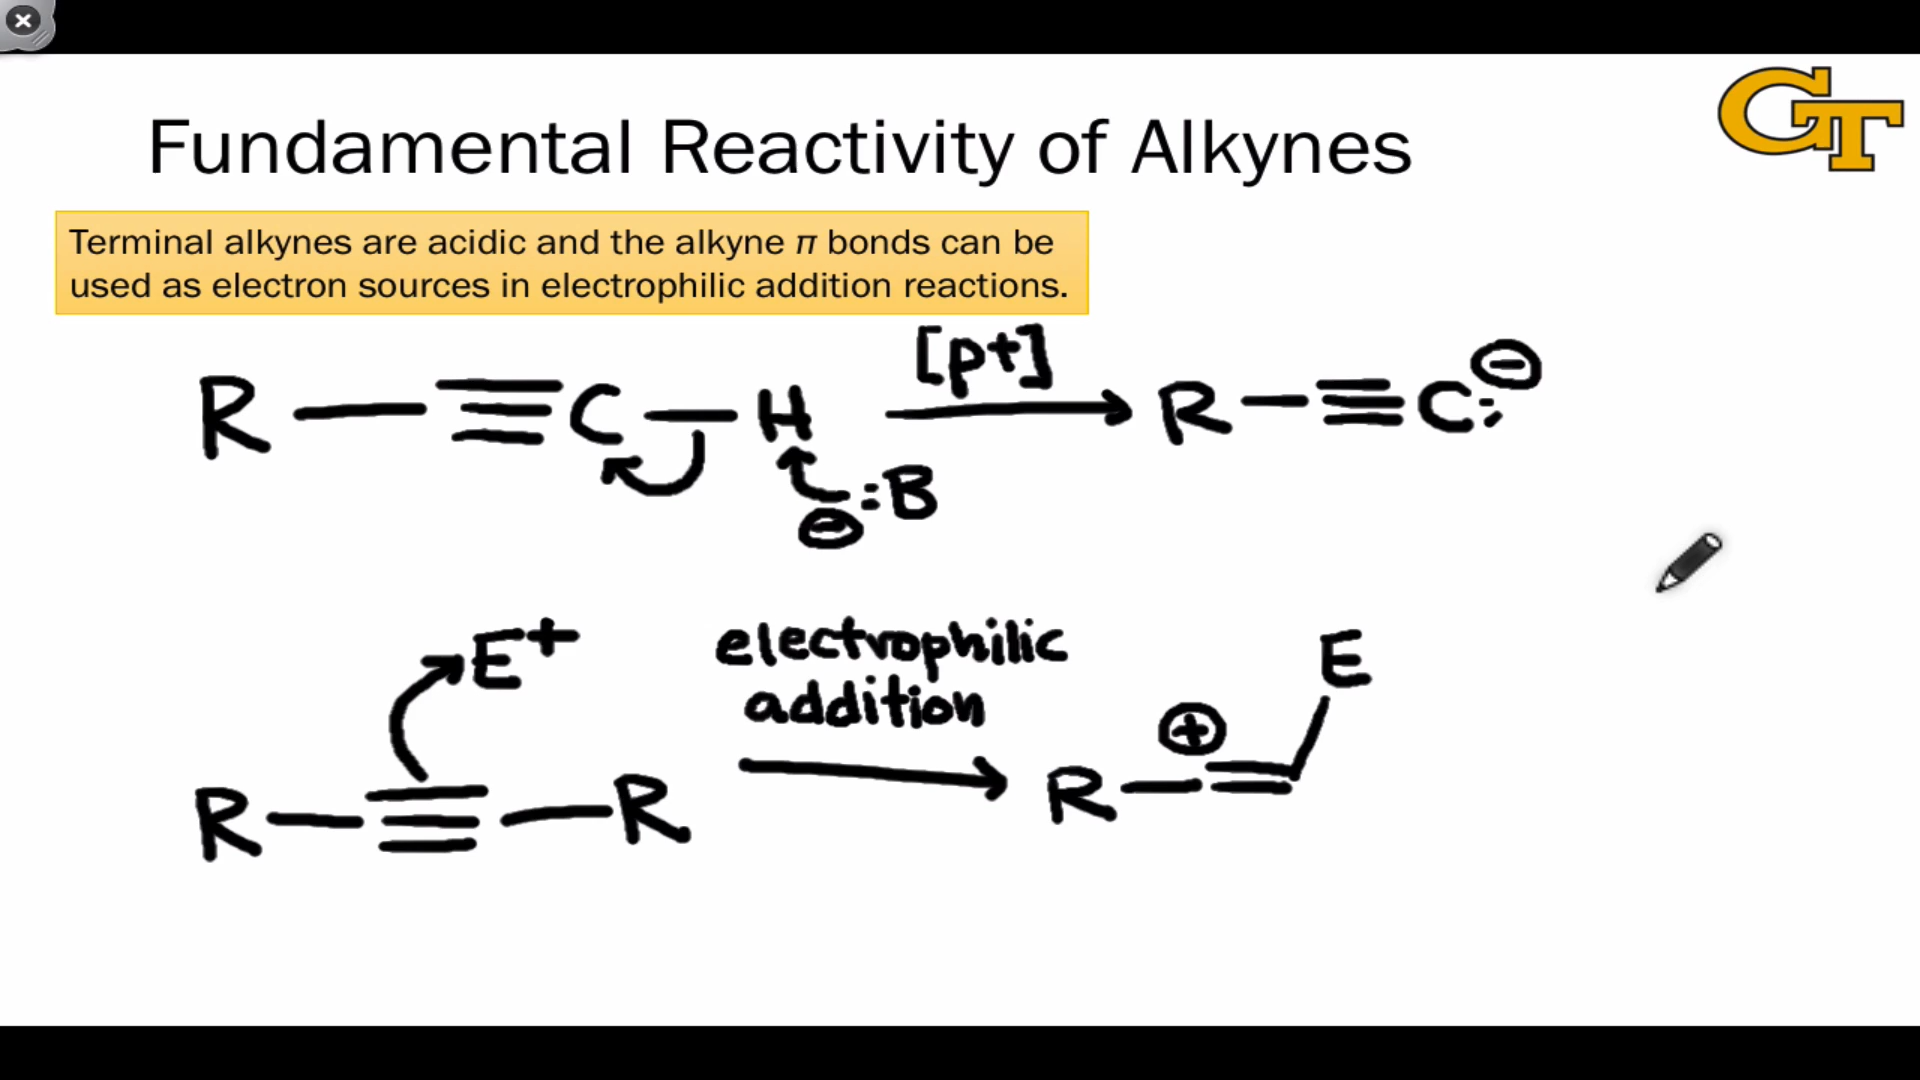 GT
Fundamental Reactivity of Alkynes
Terminal alkynes are acidic and the alkyne π bonds can be
used as electron sources in electrophilic addition reactions.
[pt]
R—≡C—H → R—≡C:⊖
⊖:B
E+ electrophilic E
addition ⊕
R—≡—R → R—=